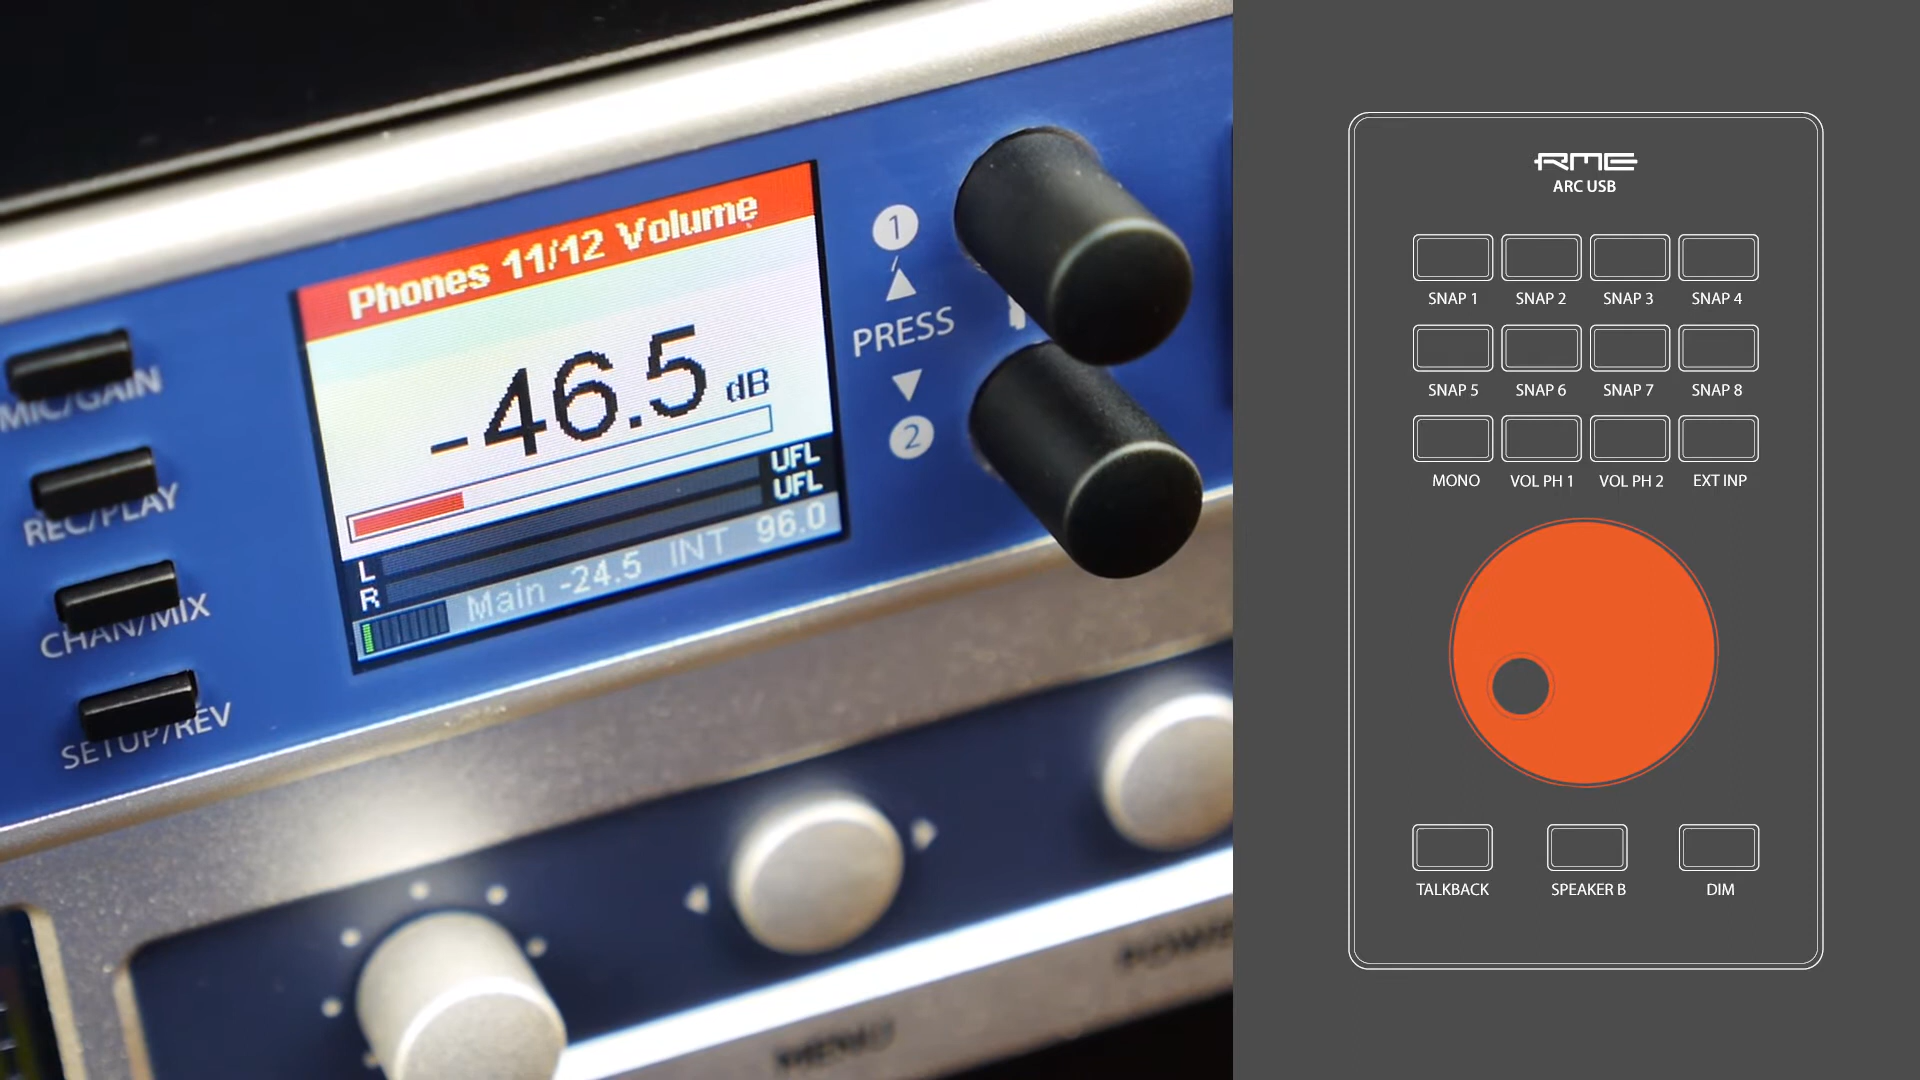 Phones 11/12 Volume
-46.5 dB
UFL
UFL
L
R
Main -24.5 INT 96.0
MIC/GAIN
REC/PLAY
CHAN/MIX
SETUP/REV
1
PRESS
2
MENU
RME
ARC USB
SNAP 1 SNAP 2 SNAP 3 SNAP 4
SNAP 5 SNAP 6 SNAP 7 SNAP 8
MONO VOL PH 1 VOL PH 2 EXT INP
TALKBACK SPEAKER B DIM